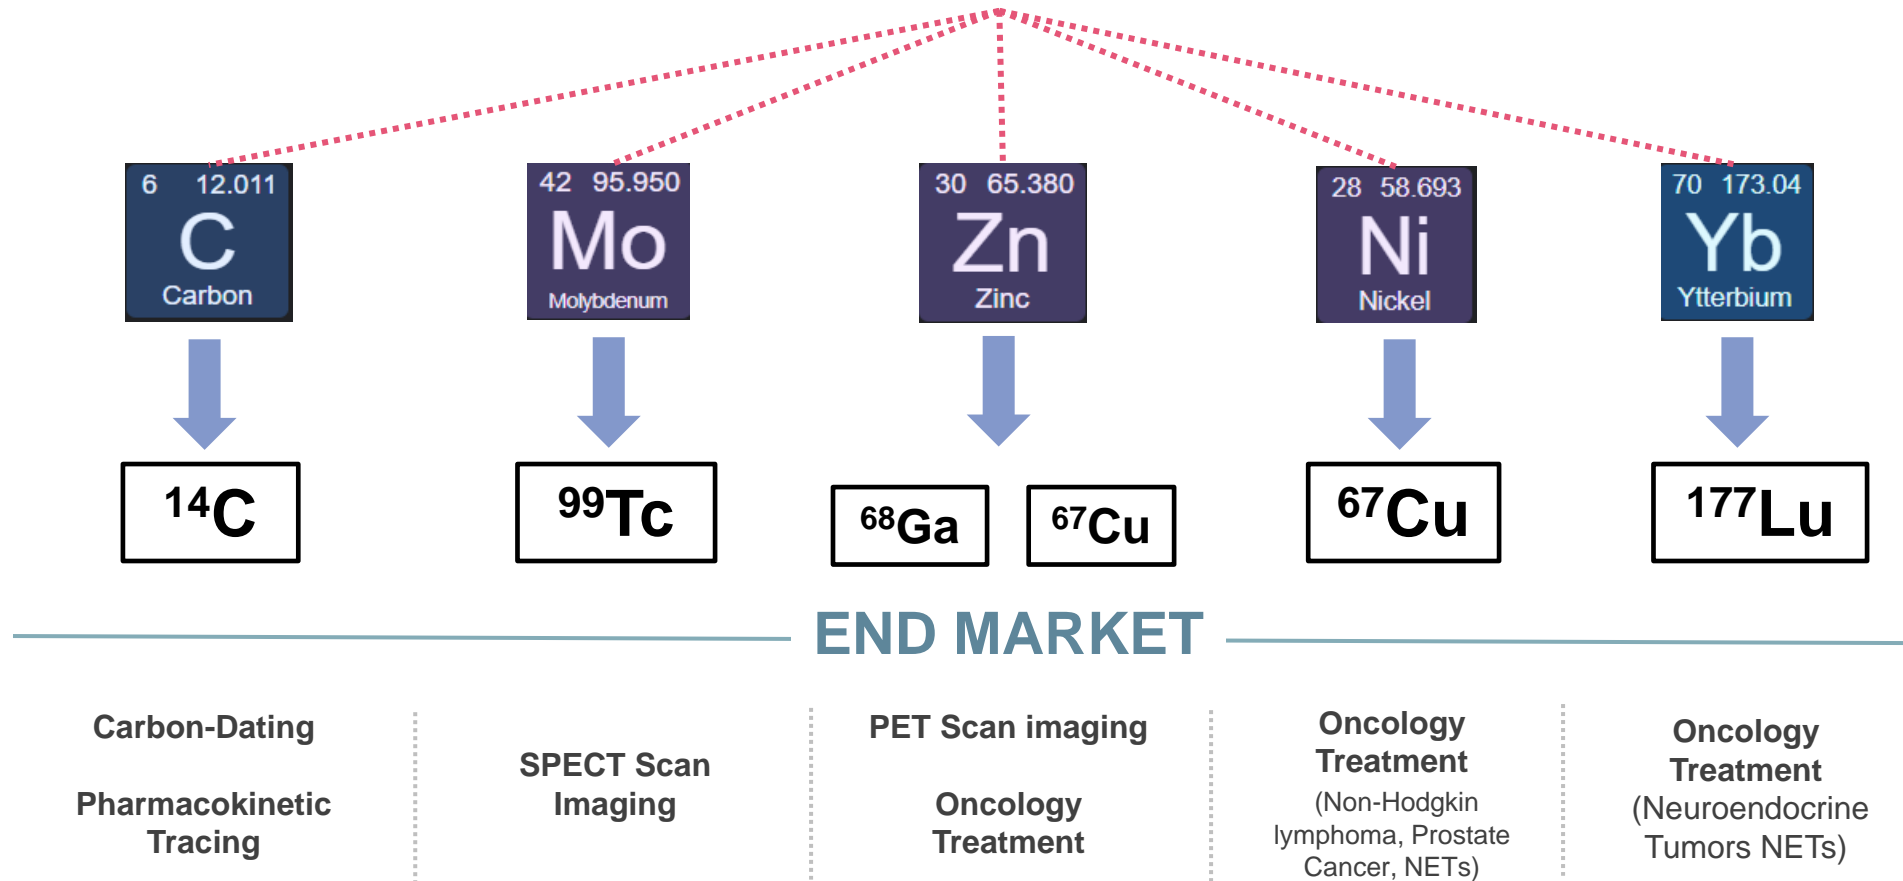 6 12.011
C
Carbon
42 95.950
Mo
Molybdenum
30 65.380
Zn
Zinc
28 58.693
Ni
Nickel
70 173.04
Yb
Ytterbium
¹⁴C
⁹⁹Tc
⁶⁸Ga
⁶⁷Cu
⁶⁷Cu
¹⁷⁷Lu
END MARKET
Carbon-Dating
Pharmacokinetic
Tracing
SPECT Scan
Imaging
PET Scan imaging
Oncology
Treatment
Oncology
Treatment
(Non-Hodgkin
lymphoma, Prostate
Cancer, NETs)
Oncology
Treatment
(Neuroendocrine
Tumors NETs)